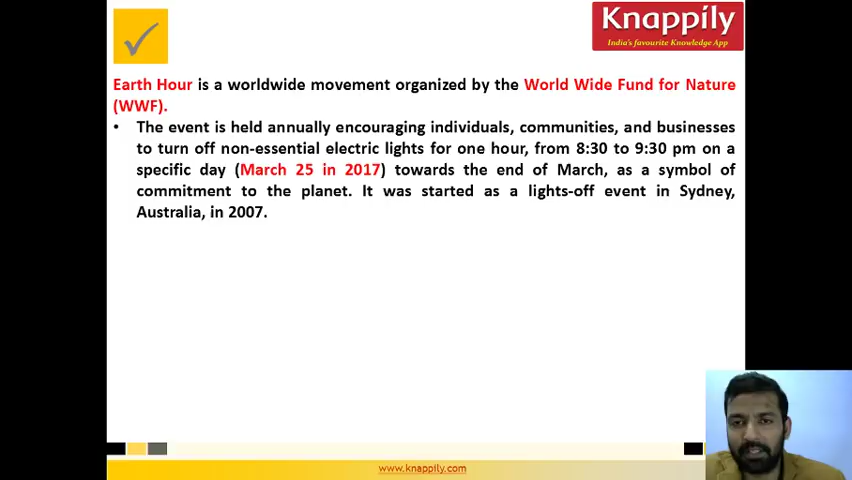 Knappily
India's favourite Knowledge App
Earth Hour is a worldwide movement organized by the World Wide Fund for Nature
(WWF).
• The event is held annually encouraging individuals, communities, and businesses
to turn off non-essential electric lights for one hour, from 8:30 to 9:30 pm on a
specific day (March 25 in 2017) towards the end of March, as a symbol of
commitment to the planet. It was started as a lights-off event in Sydney,
Australia, in 2007.
www.knappily.com